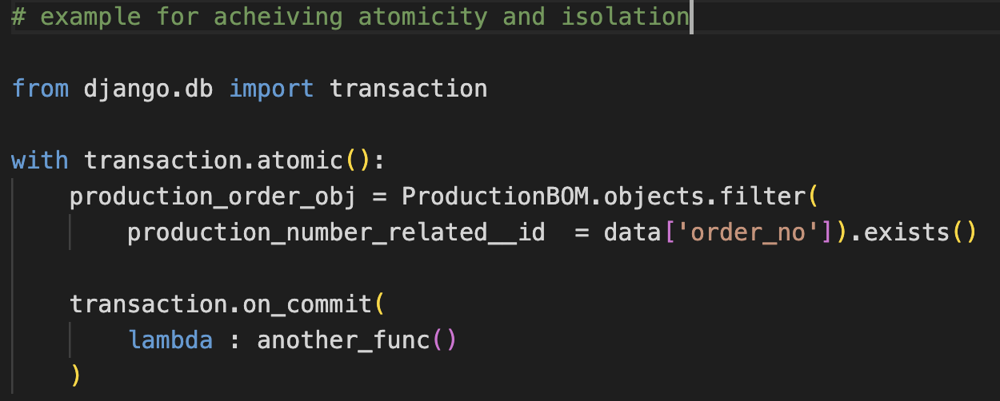 # example for acheiving atomicity and isolation
from django.db import transaction
with transaction.atomic():
production_order_obj = ProductionBOM.objects.filter(
production_number_related__id  = data['order_no']).exists()
transaction.on_commit(
lambda : another_func()
)